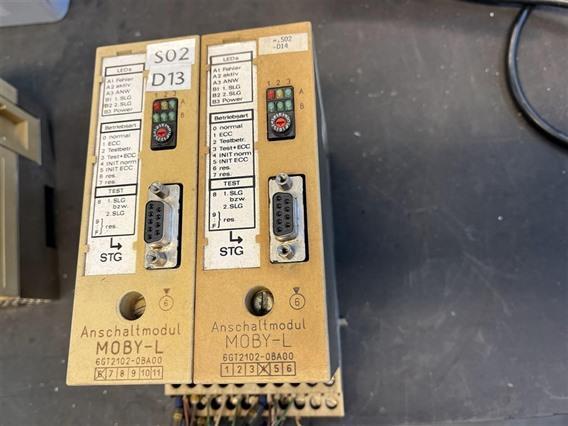 LEDs
A1 Fehler
A2 aktiv
A3 ANW
B1 1.SLG
B2 2.SLG
B3 Power
Betriebsart
0 normal
1 ECC
2 Testbetr.
3 Test+ECC
4 INIT norm
5 INIT ECC
6 res.
7 res.
TEST
8 1.SLG
bzw.
2.SLG
9
F res.
STG
S02
D13
1 2 3
A
B
6
Anschaltmodul
MOBY-L
6GT2102-0BA00
6 7 8 9 10 11
LEDs
A1 Fehler
A2 aktiv
A3 ANW
B1 1.SLG
B2 2.SLG
B3 Power
Betriebsart
0 normal
1 ECC
2 Testbetr.
3 Test+ECC
4 INIT norm
5 INIT ECC
6 res.
7 res.
TEST
8 1.SLG
bzw.
2.SLG
9
F res.
STG
=.S02
-D14
1 2 3
A
B
6
Anschaltmodul
MOBY-L
6GT2102-0BA00
1 2 3 4 5 6